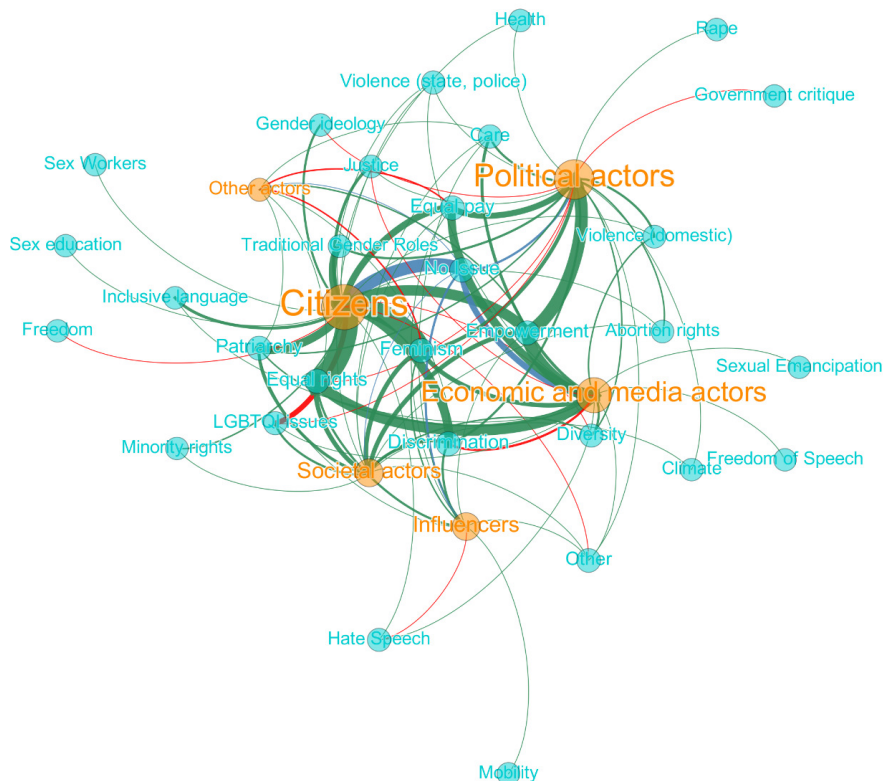 Health
Rape
Violence (state, police)
Government critique
Gender ideology
Care
Sex Workers
Justice
Political actors
Other actors
Equal pay
Sex education
Traditional Gender Roles
Violence (domestic)
No Issue
Inclusive language
Citizens
Freedom
Patriarchy
Feminism
Empowerment
Abortion rights
Equal rights
Sexual Emancipation
Economic and media actors
LGBTQI issues
Minority rights
Discrimination
Diversity
Societal actors
Climate
Freedom of Speech
Influencers
Other
Hate Speech
Mobility